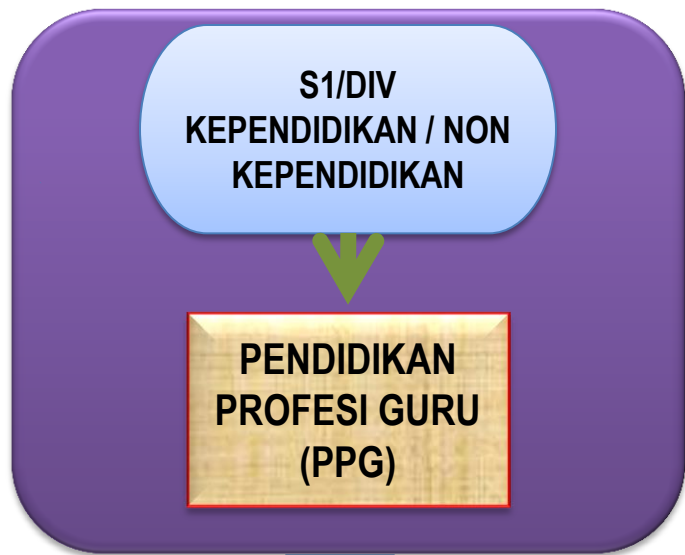 S1/DIV
KEPENDIDIKAN / NON
KEPENDIDIKAN
PENDIDIKAN
PROFESI GURU
(PPG)